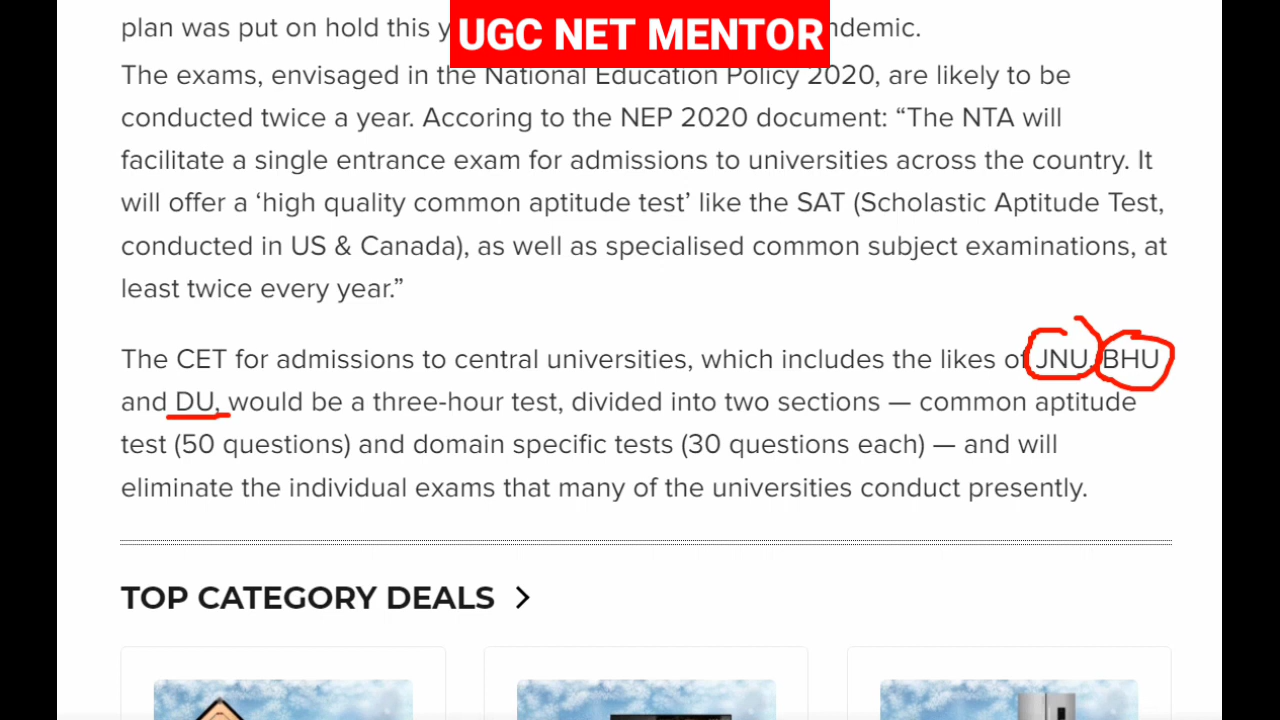 plan was put on hold this y
UGC NET MENTOR
ndemic.
The exams, envisaged in the National Education Policy 2020, are likely to be
conducted twice a year. Accoring to the NEP 2020 document: “The NTA will
facilitate a single entrance exam for admissions to universities across the country. It
will offer a ‘high quality common aptitude test’ like the SAT (Scholastic Aptitude Test,
conducted in US & Canada), as well as specialised common subject examinations, at
least twice every year.”
The CET for admissions to central universities, which includes the likes of JNU, BHU
and DU, would be a three-hour test, divided into two sections — common aptitude
test (50 questions) and domain specific tests (30 questions each) — and will
eliminate the individual exams that many of the universities conduct presently.
TOP CATEGORY DEALS >